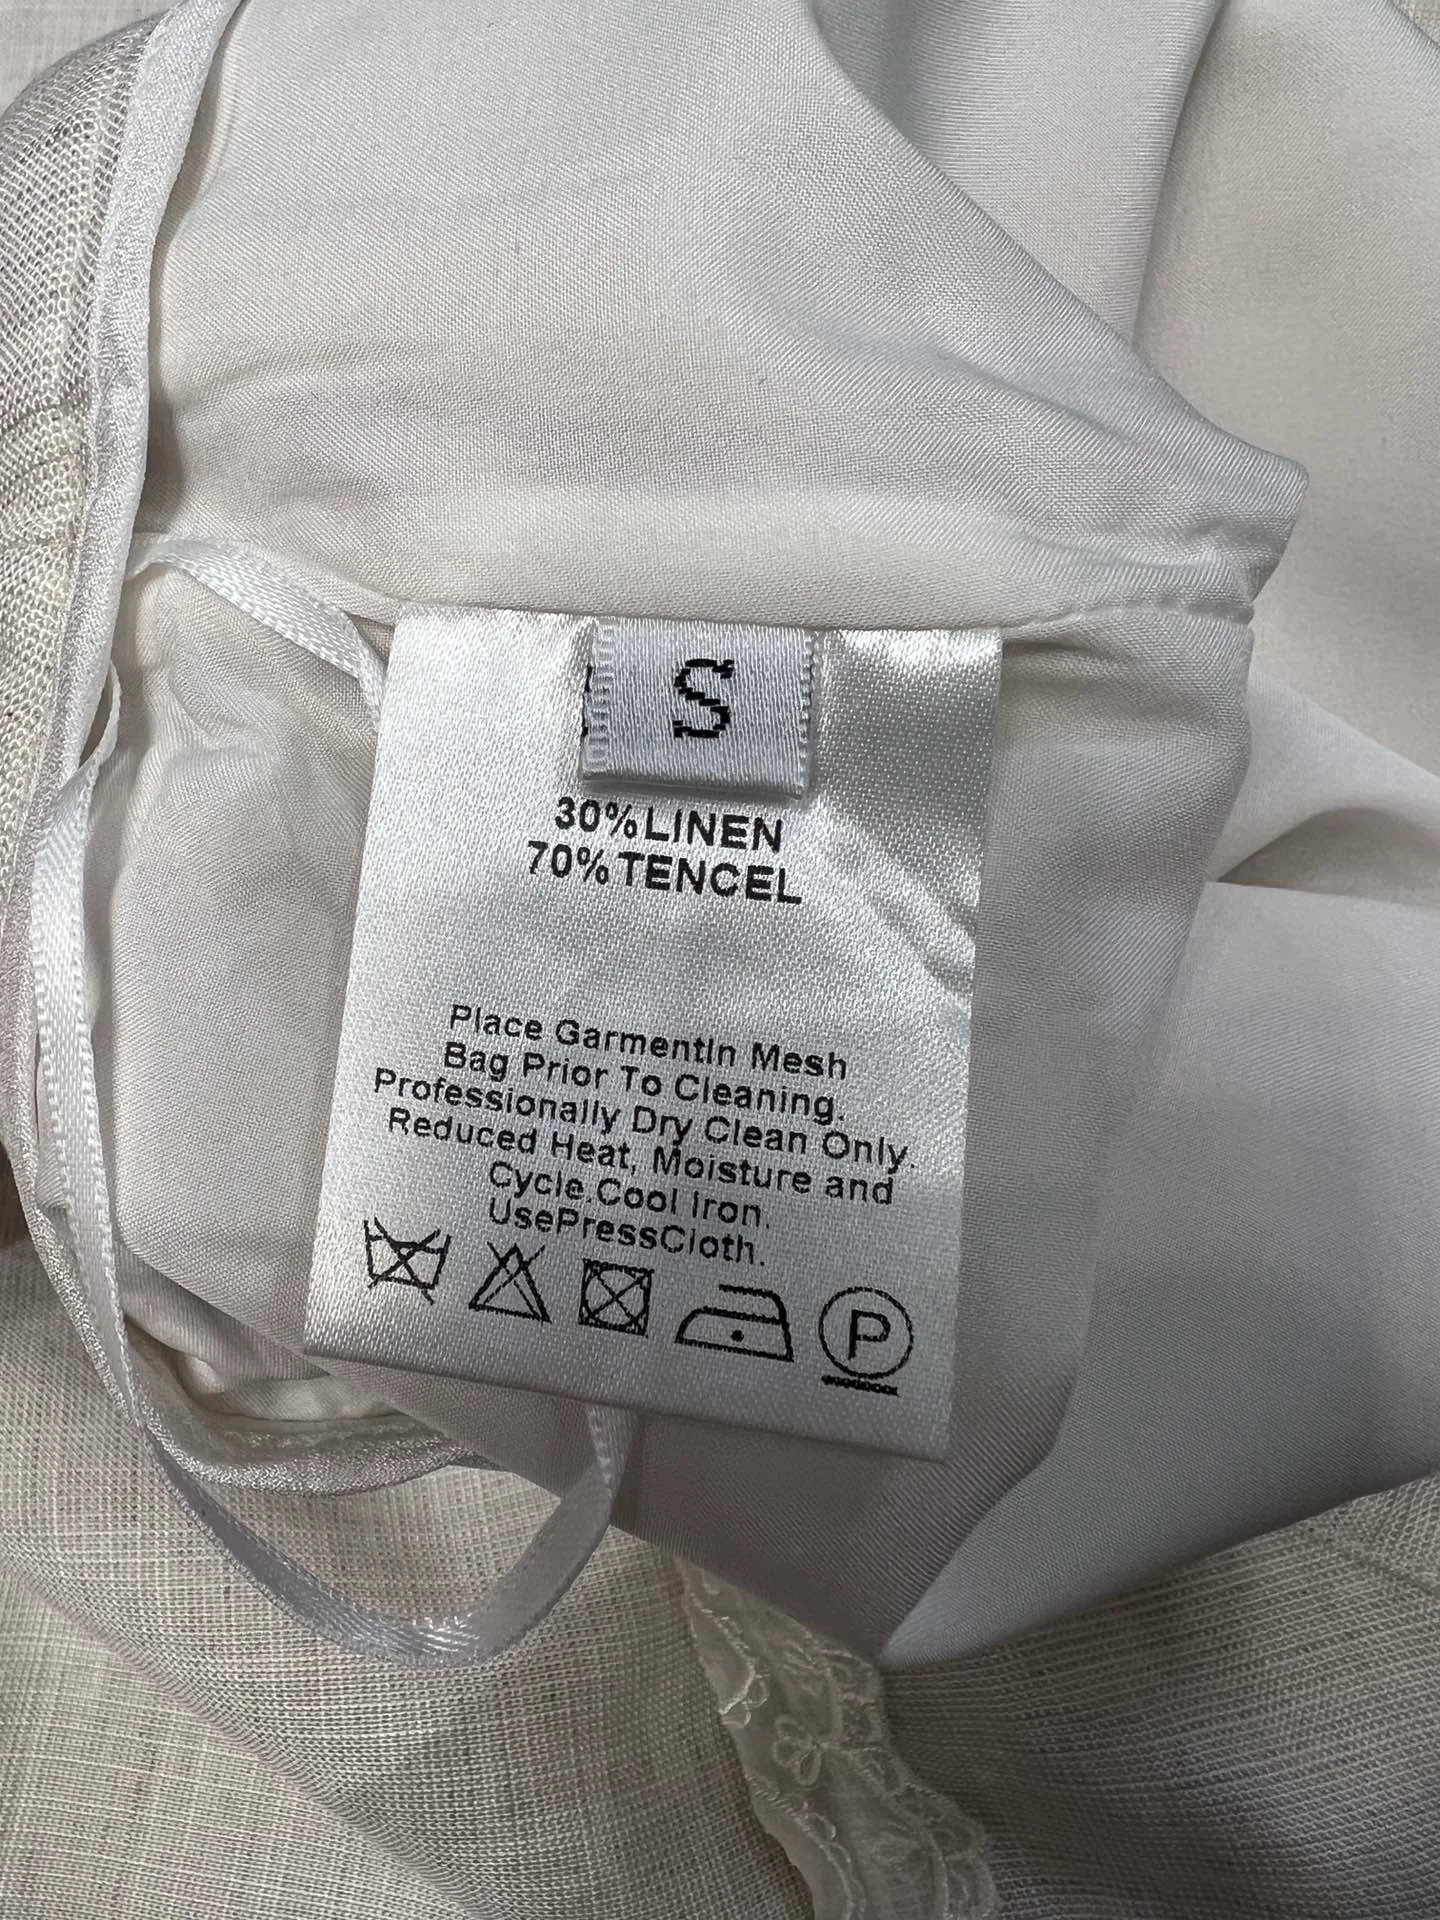 S
30%LINEN
70%TENCEL
Place GarmentIn Mesh
Bag Prior To Cleaning.
Professionally Dry Clean Only.
Reduced Heat, Moisture and
Cycle.Cool Iron.
UsePressCloth.
P